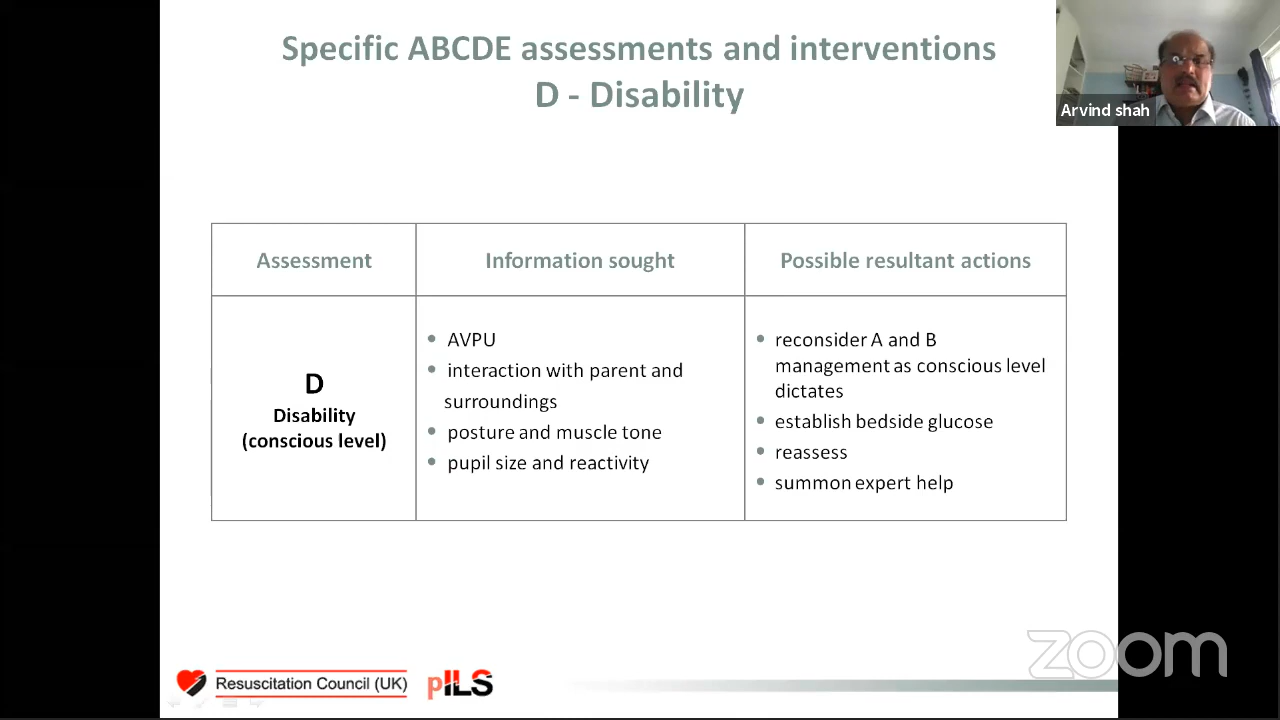 Specific ABCDE assessments and interventions
D - Disability
Arvind shah
Assessment
Information sought
Possible resultant actions
D
Disability
(conscious level)
• AVPU
• interaction with parent and
surroundings
• posture and muscle tone
• pupil size and reactivity
• reconsider A and B
management as conscious level
dictates
• establish bedside glucose
• reassess
• summon expert help
Resuscitation Council (UK)
pILS
zoom